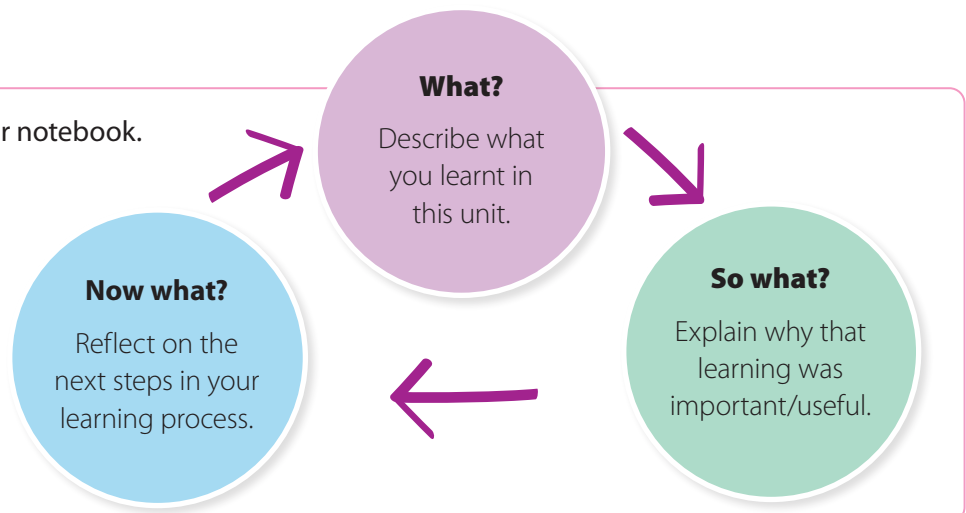 r notebook.
What?
Describe what
you learnt in
this unit.
So what?
Explain why that
learning was
important/useful.
Now what?
Reflect on the
next steps in your
learning process.